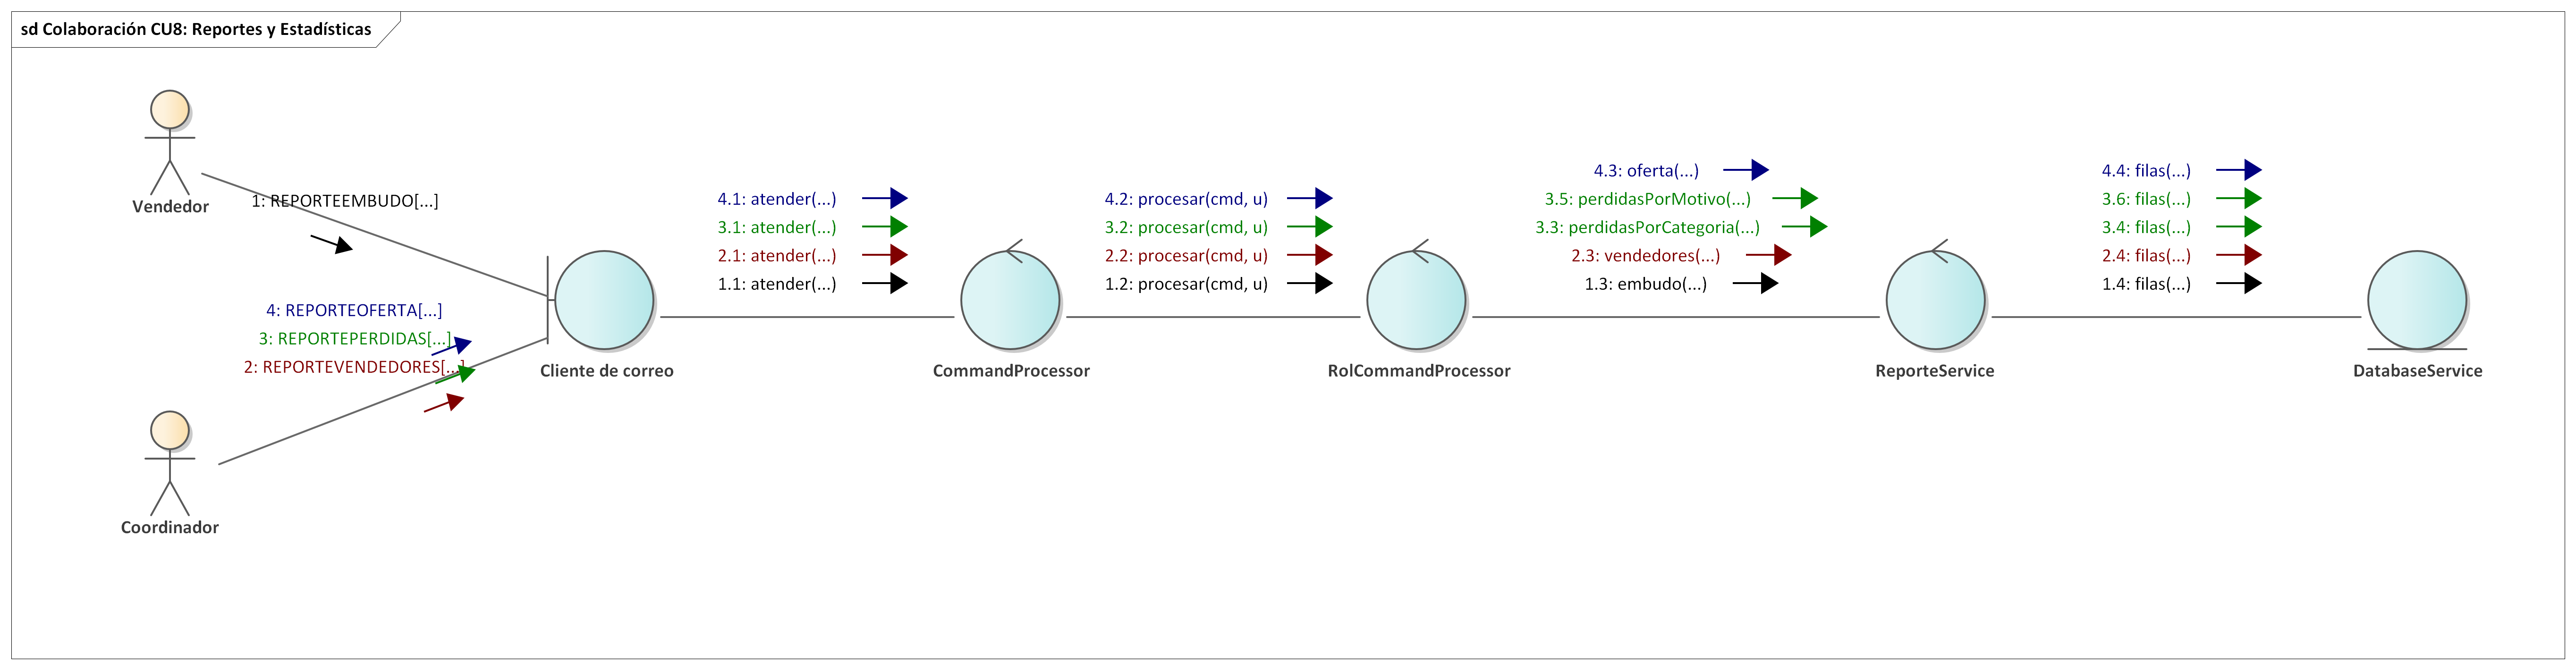 sd Colaboración CU8: Reportes y Estadísticas
Vendedor
1: REPORTEEMBUDO[...]
4: REPORTEOFERTA[...]
3: REPORTEPERDIDAS[...]
2: REPORTEVENDEDORES[...]
Coordinador
Cliente de correo
4.1: atender(...)
3.1: atender(...)
2.1: atender(...)
1.1: atender(...)
CommandProcessor
4.2: procesar(cmd, u)
3.2: procesar(cmd, u)
2.2: procesar(cmd, u)
1.2: procesar(cmd, u)
RolCommandProcessor
4.3: oferta(...)
3.5: perdidasPorMotivo(...)
3.3: perdidasPorCategoria(...)
2.3: vendedores(...)
1.3: embudo(...)
ReporteService
4.4: filas(...)
3.6: filas(...)
3.4: filas(...)
2.4: filas(...)
1.4: filas(...)
DatabaseService